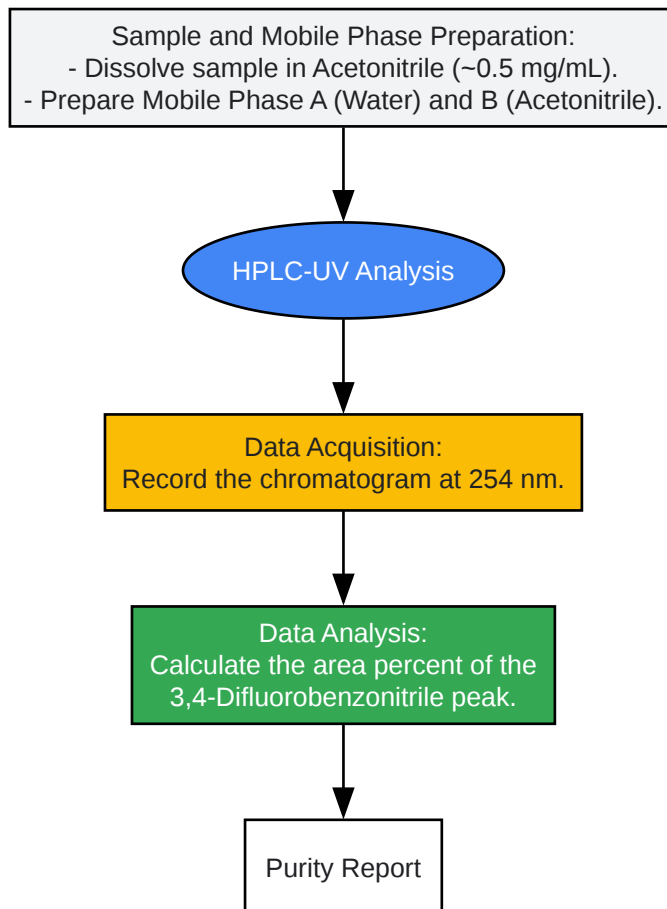 Sample and Mobile Phase Preparation:
- Dissolve sample in Acetonitrile (~0.5 mg/mL).
- Prepare Mobile Phase A (Water) and B (Acetonitrile).
HPLC-UV Analysis
Data Acquisition:
Record the chromatogram at 254 nm.
Data Analysis:
Calculate the area percent of the
3,4-Difluorobenzonitrile peak.
Purity Report